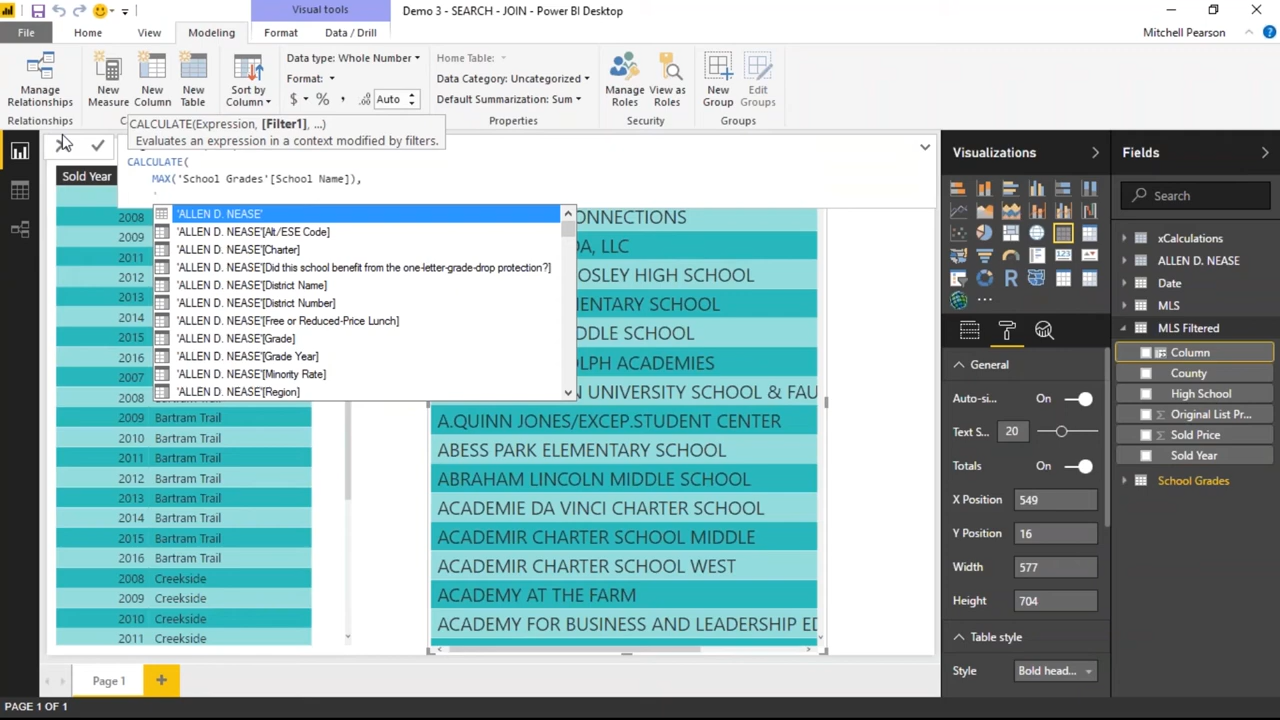 Visual tools
Demo 3 - SEARCH - JOIN - Power BI Desktop
File Home View Modeling Format Data / Drill
Mitchell Pearson
Manage Relationships
New Measure
New Column
New Table
Sort by Column
Data type: Whole Number
Format:
$ % , Auto
Home Table:
Data Category: Uncategorized
Default Summarization: Sum
Manage Roles
View as Roles
New Group
Edit Groups
Relationships
Properties
Security
Groups
CALCULATE(Expression, [Filter1], ...)
Evaluates an expression in a context modified by filters.
CALCULATE(
MAX('School Grades'[School Name]),
'
'ALLEN D. NEASE'
'ALLEN D. NEASE'[Alt/ESE Code]
'ALLEN D. NEASE'[Charter]
'ALLEN D. NEASE'[Did this school benefit from the one-letter-grade-drop protection?]
'ALLEN D. NEASE'[District Name]
'ALLEN D. NEASE'[District Number]
'ALLEN D. NEASE'[Free or Reduced-Price Lunch]
'ALLEN D. NEASE'[Grade]
'ALLEN D. NEASE'[Grade Year]
'ALLEN D. NEASE'[Minority Rate]
'ALLEN D. NEASE'[Region]
Sold Year
2008
2009
2011
2012
2013
2014
2015
2016
2007
2008
2009 Bartram Trail
2010 Bartram Trail
2011 Bartram Trail
2012 Bartram Trail
2013 Bartram Trail
2014 Bartram Trail
2015 Bartram Trail
2016 Bartram Trail
2008 Creekside
2009 Creekside
2010 Creekside
2011 Creekside
CONNECTIONS
DA, LLC
OSLEY HIGH SCHOOL
MENTARY SCHOOL
DDLE SCHOOL
OLPH ACADEMIES
N UNIVERSITY SCHOOL & FAU
A.QUINN JONES/EXCEP.STUDENT CENTER
ABESS PARK ELEMENTARY SCHOOL
ABRAHAM LINCOLN MIDDLE SCHOOL
ACADEMIE DA VINCI CHARTER SCHOOL
ACADEMIR CHARTER SCHOOL MIDDLE
ACADEMIR CHARTER SCHOOL WEST
ACADEMY AT THE FARM
ACADEMY FOR BUSINESS AND LEADERSHIP ED
Visualizations
General
Auto-si... On
Text S... 20
Totals On
X Position 549
Y Position 16
Width 577
Height 704
Table style
Style Bold head...
Fields
Search
xCalculations
ALLEN D. NEASE
Date
MLS
MLS Filtered
Column
County
High School
Original List Pr...
Sold Price
Sold Year
School Grades
Page 1
PAGE 1 OF 1